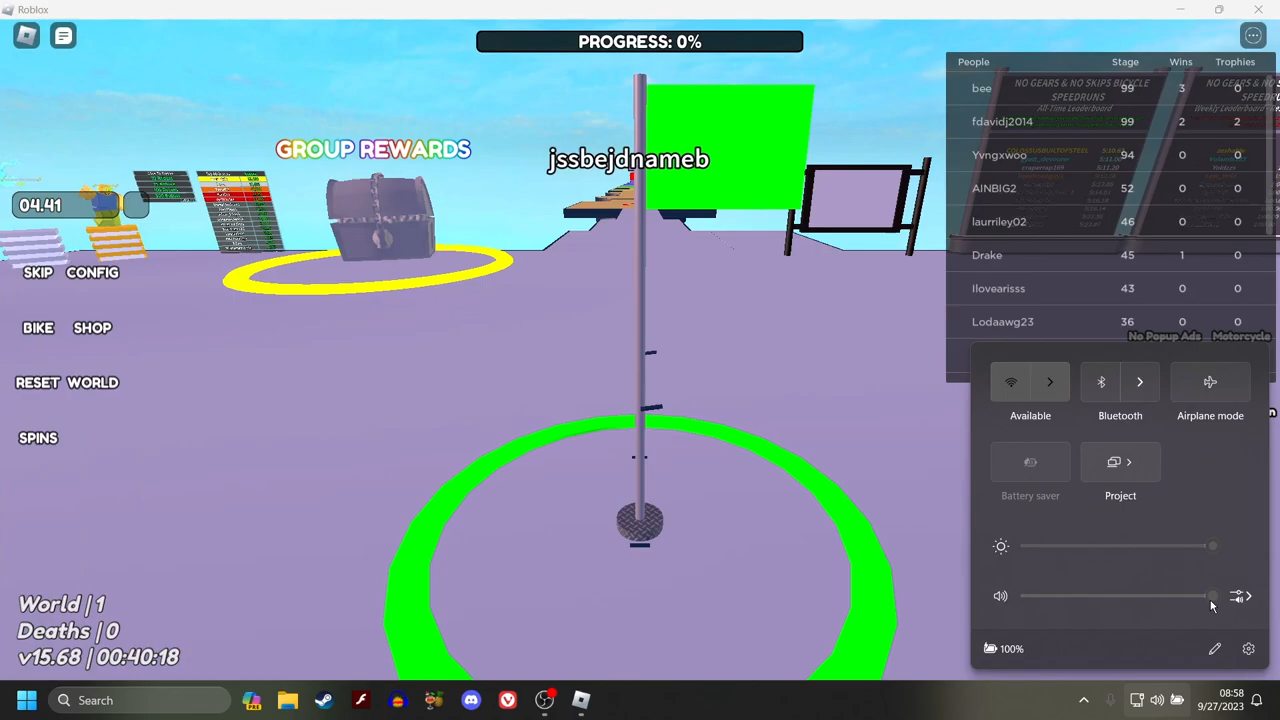 Roblox
PROGRESS: 0%
People Stage Wins Trophies
NO GEARS & NO SKIPS BICYCLE SPEEDRUNS
All-Time Leaderboard
bee 99 3 0
fdavidj2014 99 2 2
Yvngxwoo 94 0 0
AINBIG2 52 0 0
laurriley02 46 0 0
Drake 45 1 0
Ilovearisss 43 0 0
Lodaawg23 36 0 0
No Popup Ads Motorcycle
GROUP REWARDS
jssbejdnameb
04.41
SKIP CONFIG
BIKE SHOP
RESET WORLD
SPINS
World | 1
Deaths | 0
v15.68 | 00:40:18
Available Bluetooth Airplane mode
Battery saver Project
100%
Search
PRE
08:58
9/27/2023